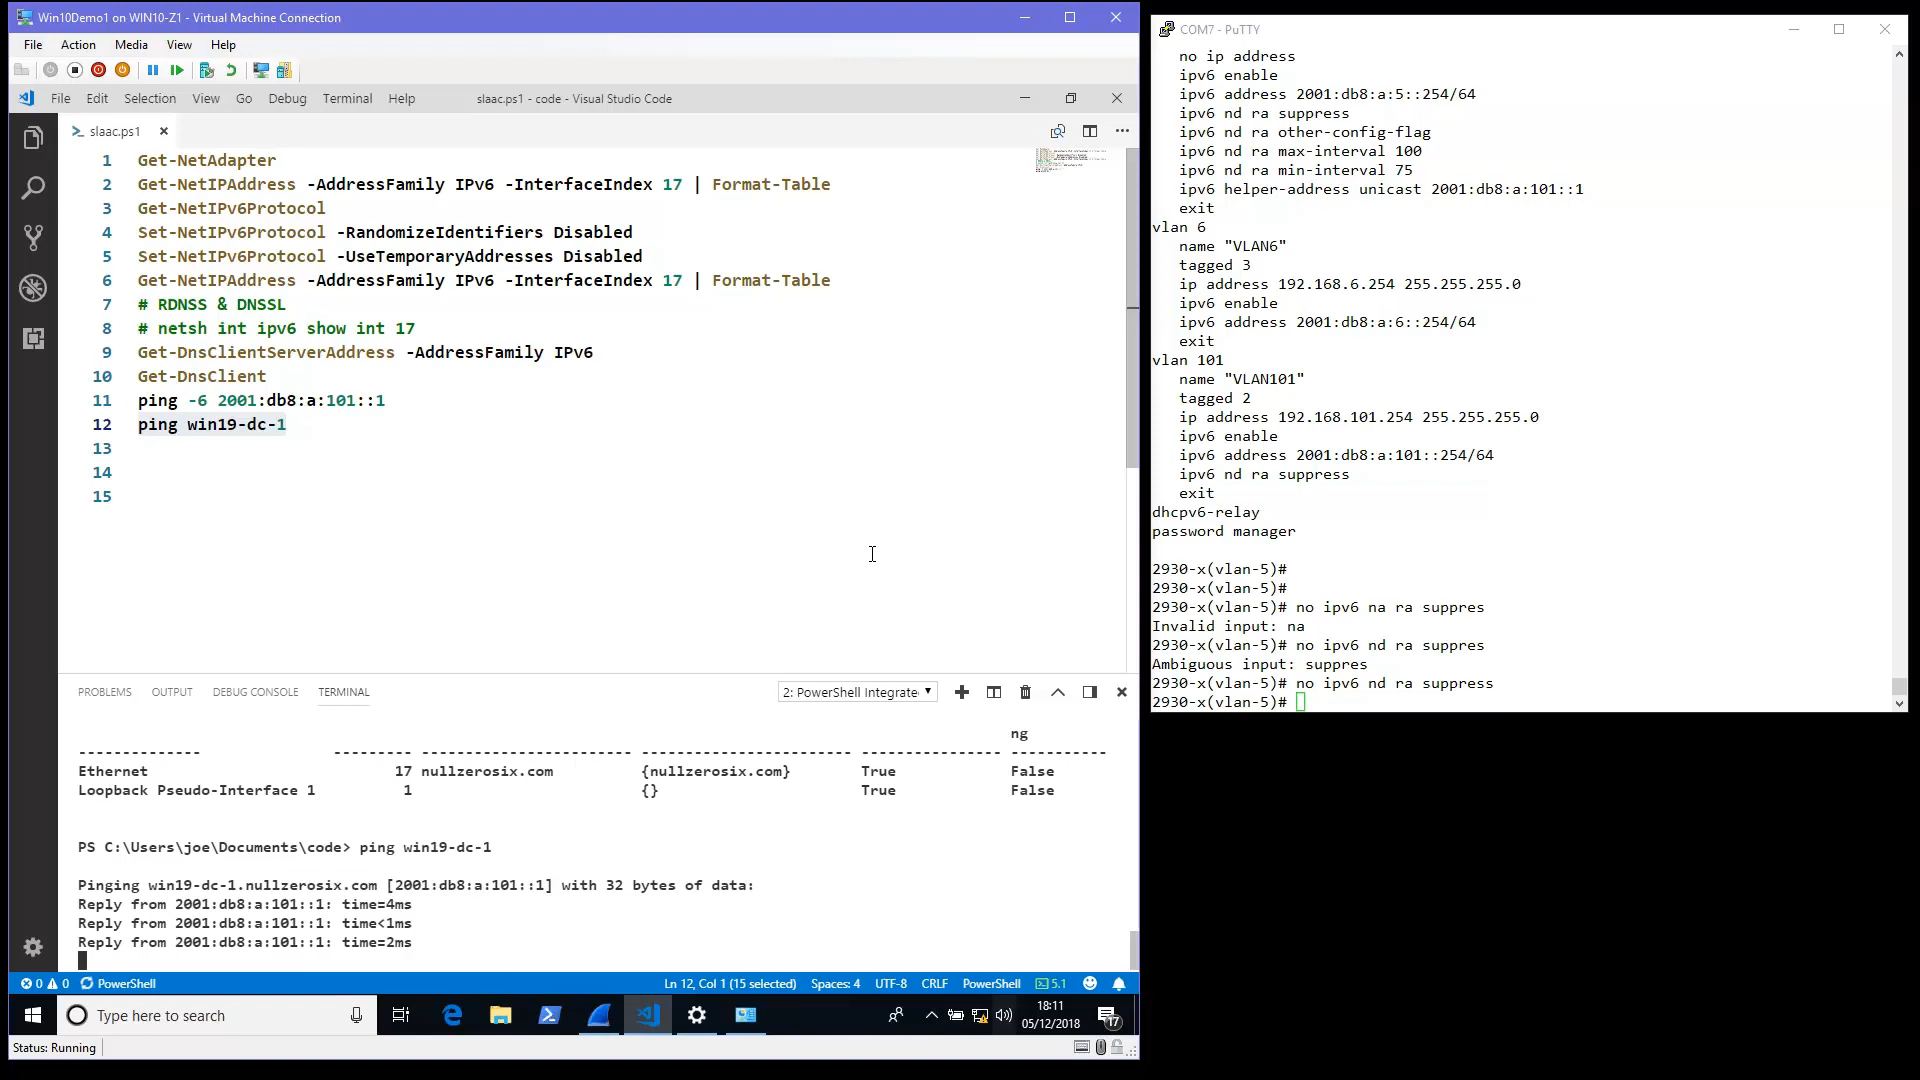 Win10Demo1 on WIN10-Z1 - Virtual Machine Connection
File Action Media View Help
File Edit Selection View Go Debug Terminal Help
slaac.ps1 - code - Visual Studio Code
slaac.ps1
1 Get-NetAdapter
2 Get-NetIPAddress -AddressFamily IPv6 -InterfaceIndex 17 | Format-Table
3 Get-NetIPv6Protocol
4 Set-NetIPv6Protocol -RandomizeIdentifiers Disabled
5 Set-NetIPv6Protocol -UseTemporaryAddresses Disabled
6 Get-NetIPAddress -AddressFamily IPv6 -InterfaceIndex 17 | Format-Table
7 # RDNSS & DNSSL
8 # netsh int ipv6 show int 17
9 Get-DnsClientServerAddress -AddressFamily IPv6
10 Get-DnsClient
11 ping -6 2001:db8:a:101::1
12 ping win19-dc-1
13
14
15
PROBLEMS OUTPUT DEBUG CONSOLE TERMINAL
2: PowerShell Integrate
ng
-------------- --------- ------------------------ ------------------------ ---------------- -----------
Ethernet 17 nullzerosix.com {nullzerosix.com} True False
Loopback Pseudo-Interface 1 1 {} True False
PS C:\Users\joe\Documents\code> ping win19-dc-1
Pinging win19-dc-1.nullzerosix.com [2001:db8:a:101::1] with 32 bytes of data:
Reply from 2001:db8:a:101::1: time=4ms
Reply from 2001:db8:a:101::1: time<1ms
Reply from 2001:db8:a:101::1: time=2ms
0 0 PowerShell
Ln 12, Col 1 (15 selected) Spaces: 4 UTF-8 CRLF PowerShell 5.1
Type here to search
18:11
05/12/2018
17
Status: Running
COM7 - PuTTY
no ip address
ipv6 enable
ipv6 address 2001:db8:a:5::254/64
ipv6 nd ra suppress
ipv6 nd ra other-config-flag
ipv6 nd ra max-interval 100
ipv6 nd ra min-interval 75
ipv6 helper-address unicast 2001:db8:a:101::1
exit
vlan 6
name "VLAN6"
tagged 3
ip address 192.168.6.254 255.255.255.0
ipv6 enable
ipv6 address 2001:db8:a:6::254/64
exit
vlan 101
name "VLAN101"
tagged 2
ip address 192.168.101.254 255.255.255.0
ipv6 enable
ipv6 address 2001:db8:a:101::254/64
ipv6 nd ra suppress
exit
dhcpv6-relay
password manager
2930-x(vlan-5)#
2930-x(vlan-5)#
2930-x(vlan-5)# no ipv6 na ra suppres
Invalid input: na
2930-x(vlan-5)# no ipv6 nd ra suppres
Ambiguous input: suppres
2930-x(vlan-5)# no ipv6 nd ra suppress
2930-x(vlan-5)#